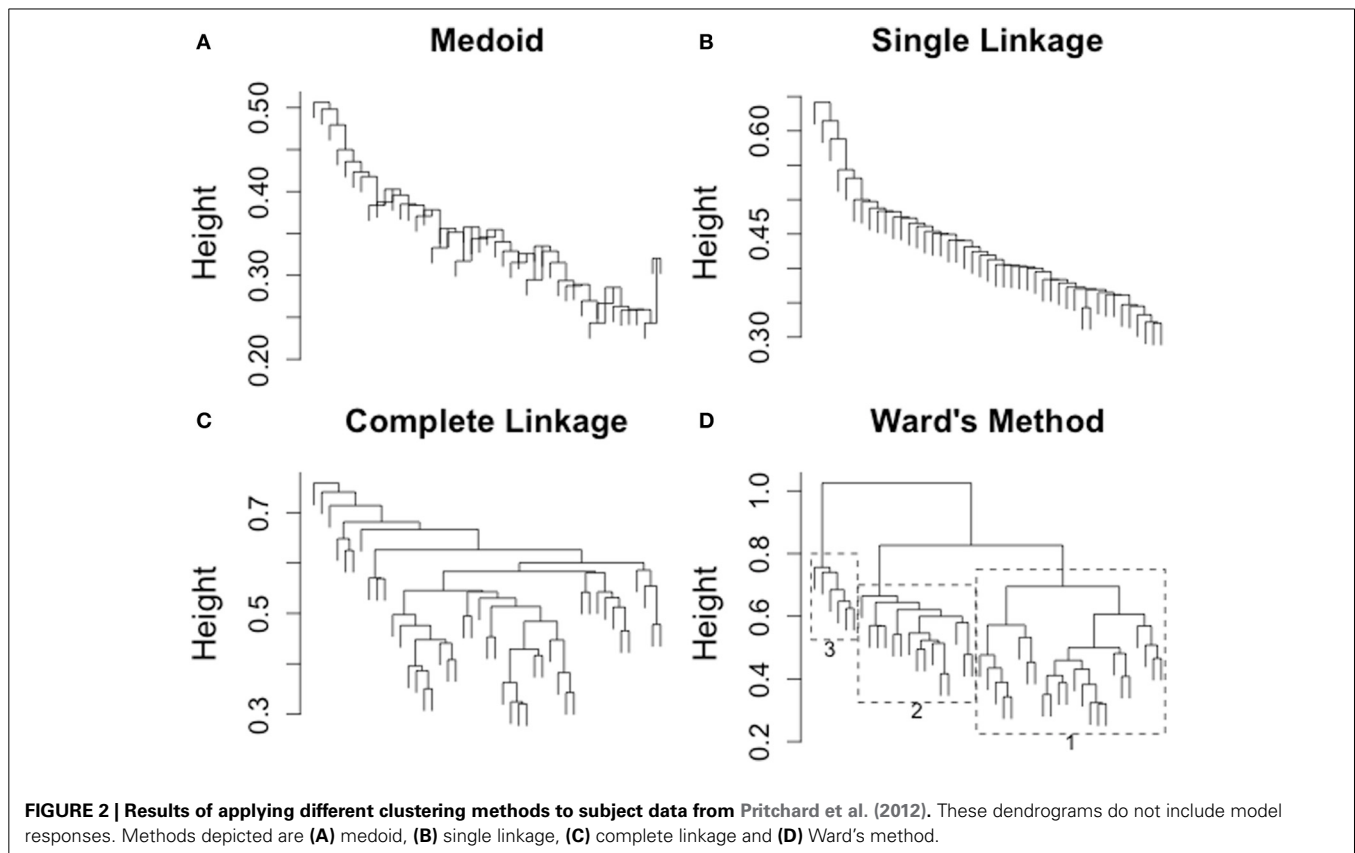 A
Medoid
Height
0.50
0.40
0.30
0.20
B
Single Linkage
Height
0.60
0.45
0.30
C
Complete Linkage
Height
0.7
0.5
0.3
D
Ward's Method
Height
1.0
0.8
0.6
0.4
0.2
3
2
1
FIGURE 2 | Results of applying different clustering methods to subject data from Pritchard et al. (2012). These dendrograms do not include model
responses. Methods depicted are (A) medoid, (B) single linkage, (C) complete linkage and (D) Ward's method.